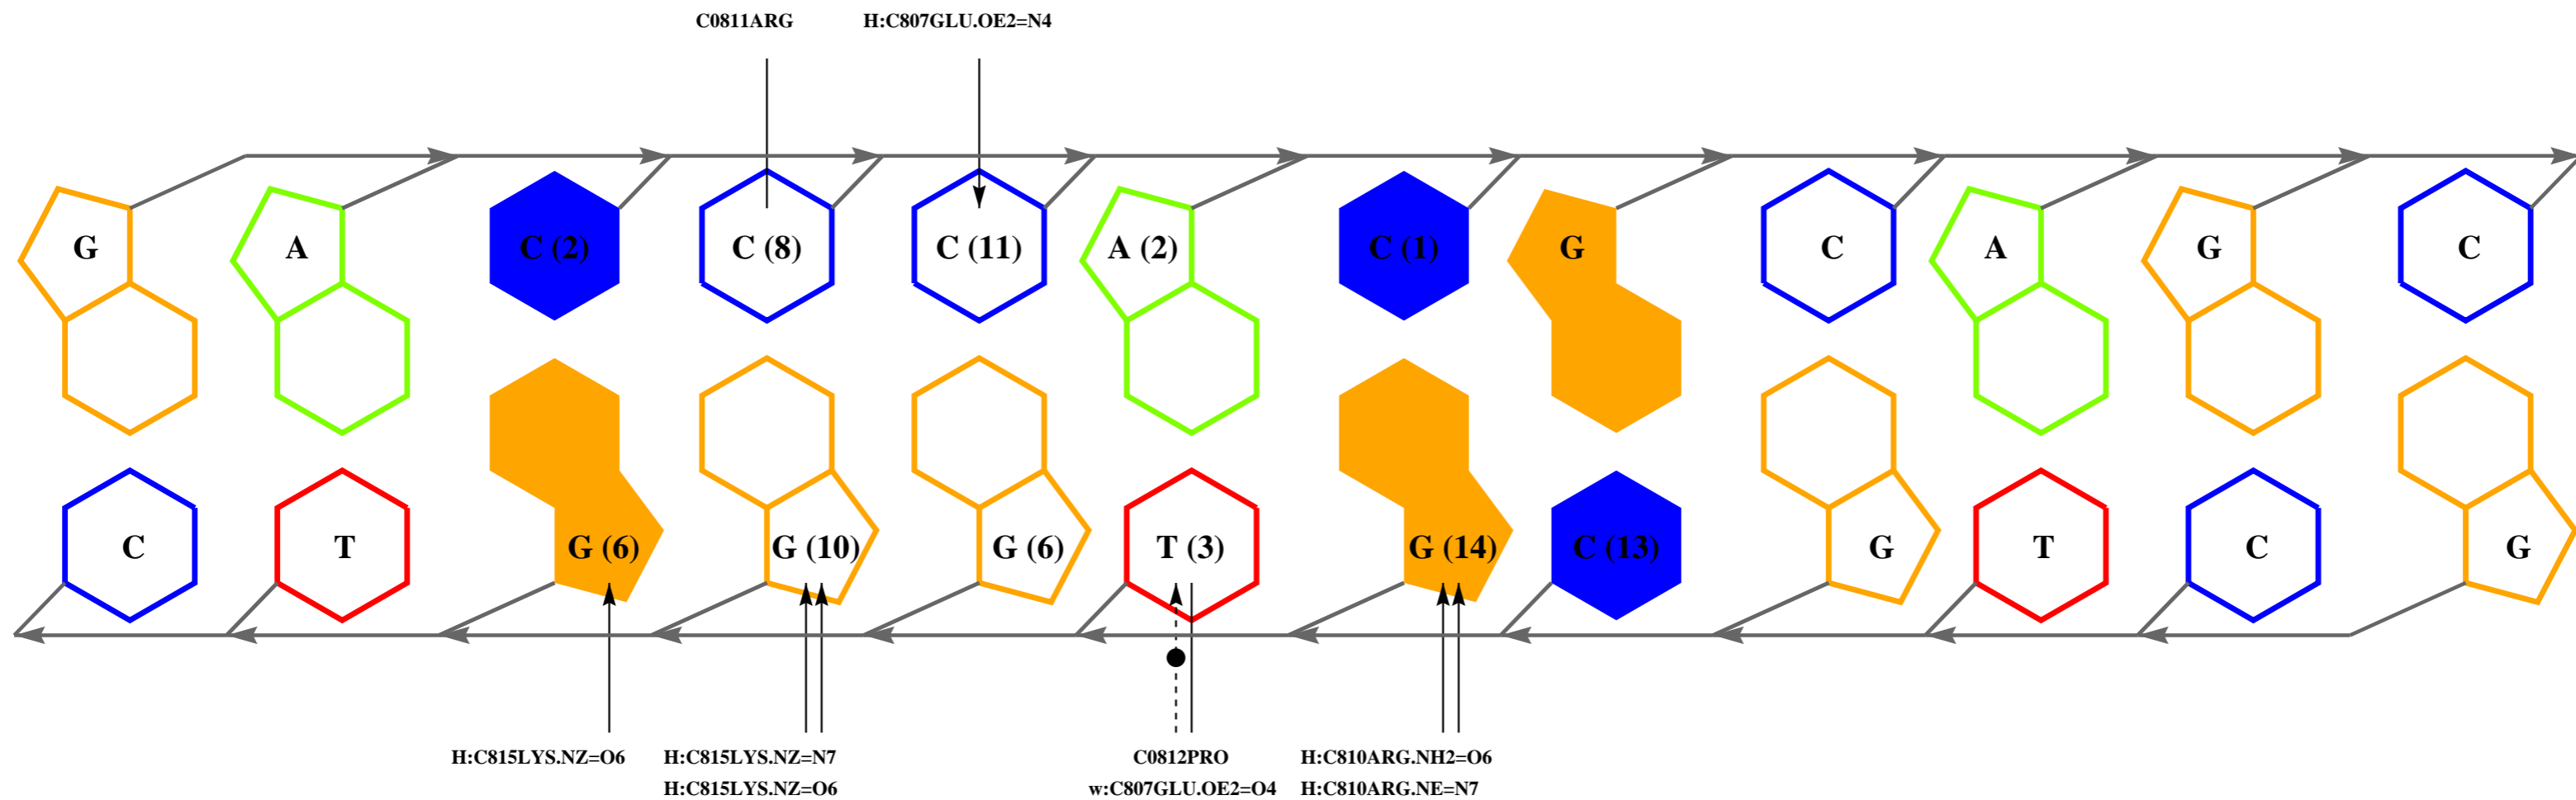 C0811ARG H:C807GLU.OE2=N4
G A C (2) C (8) C (11) A (2) C (1) G C A G C
C T G (6) G (10) G (6) T (3) G (14) C (13) G T C G
H:C815LYS.NZ=O6 H:C815LYS.NZ=N7 C0812PRO H:C810ARG.NH2=O6
H:C815LYS.NZ=O6 w:C807GLU.OE2=O4 H:C810ARG.NE=N7